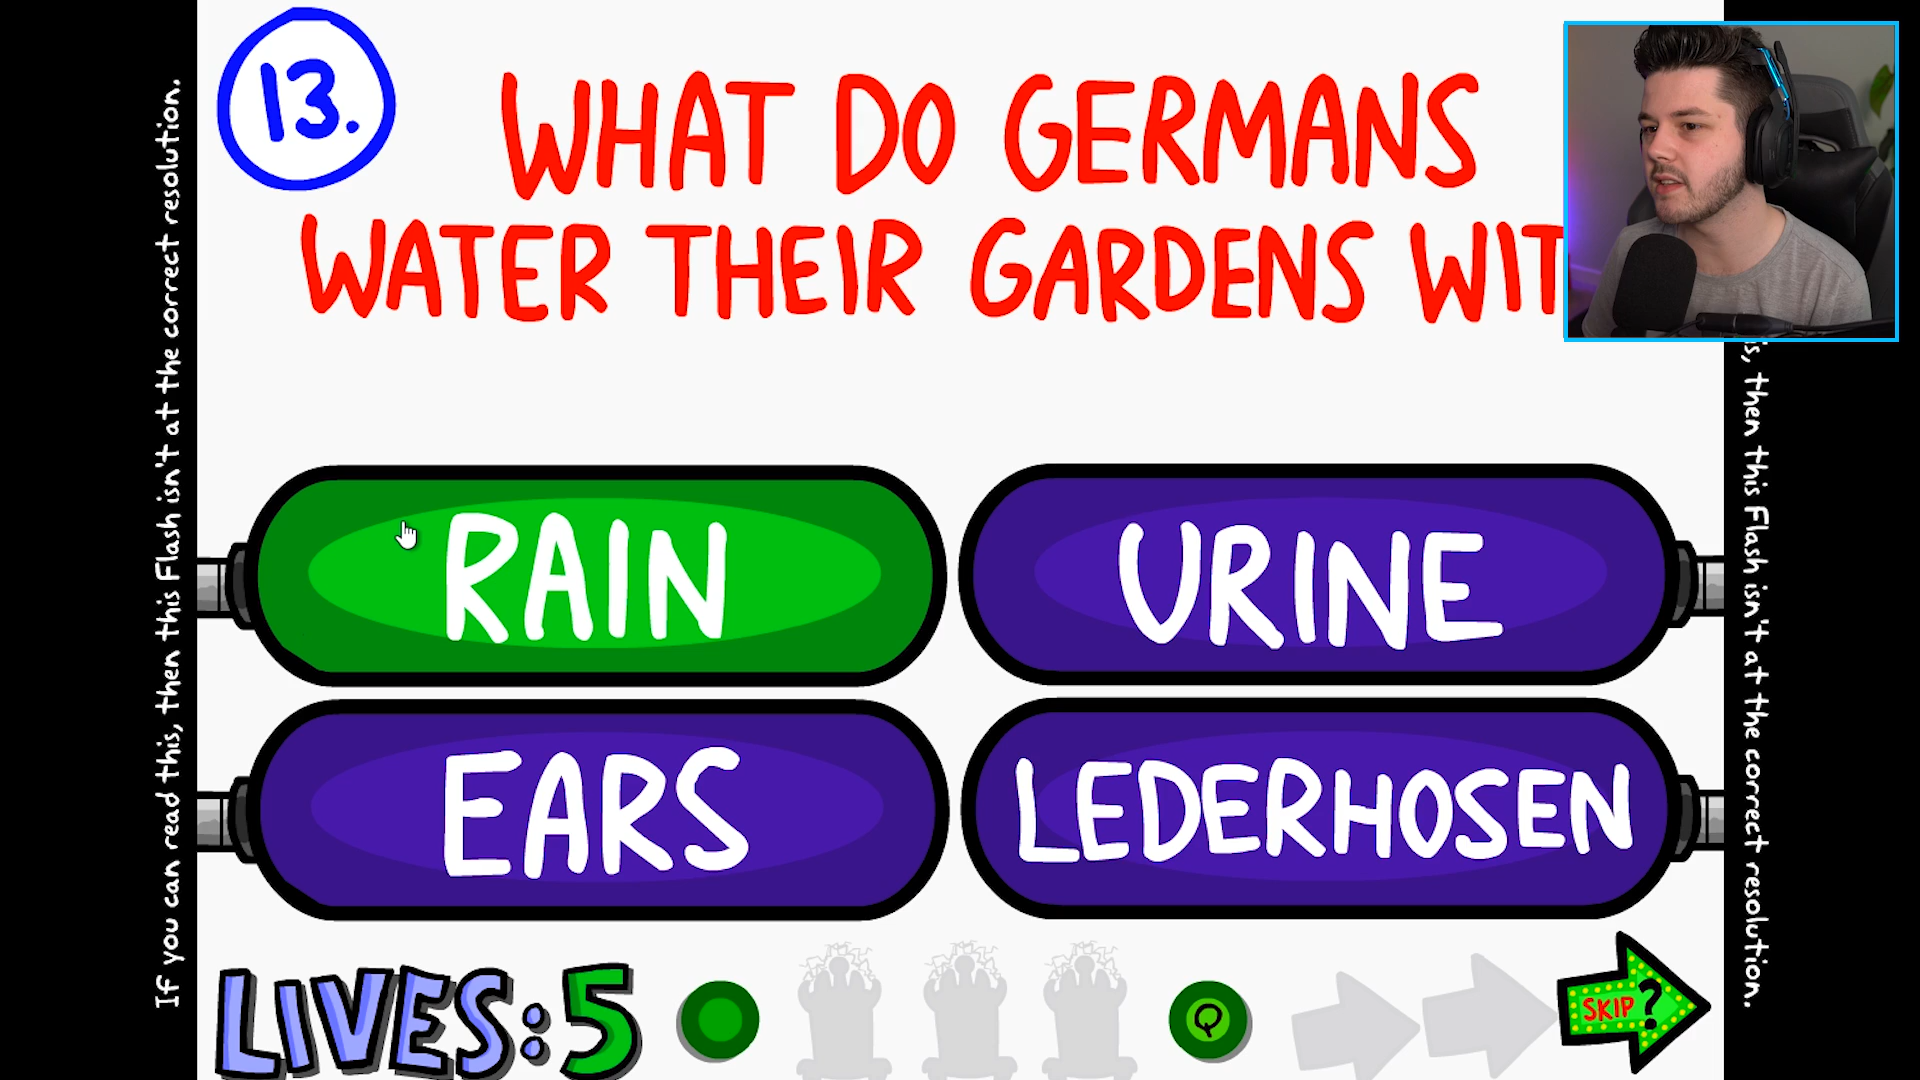 13.
WHAT DO GERMANS
WATER THEIR GARDENS WIT
RAIN
URINE
EARS
LEDERHOSEN
LIVES: 5
Q
SKIP?
If you can read this, then this Flash isn't at the correct resolution.
then this Flash isn't at the correct resolution.